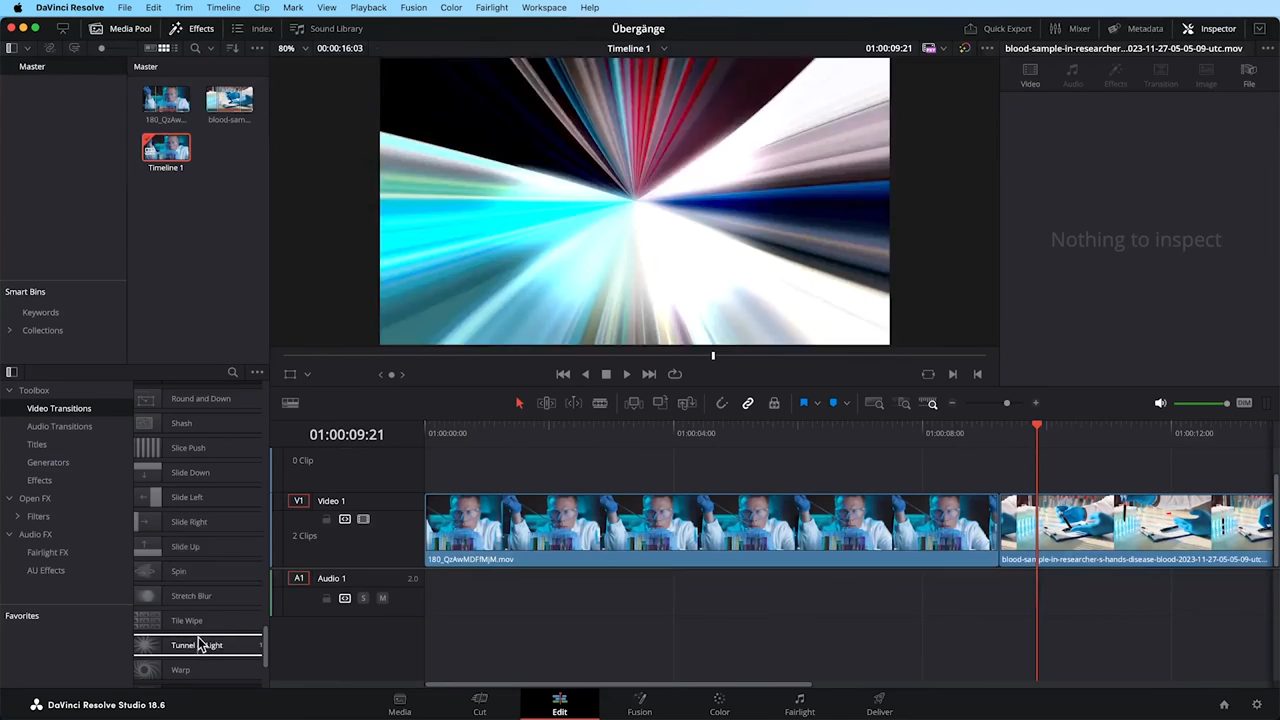 DaVinci Resolve File Edit Trim Timeline Clip Mark View Playback Fusion Color Fairlight Workspace Help
Media Pool Effects Index Sound Library Übergänge Quick Export Mixer Metadata Inspector
80% 00:00:16:03 Timeline 1 01:00:09:21 blood-sample-in-researcher...023-11-27-05-05-09-utc.mov
Master Master
Video Audio Effects Transition Image File
180_QzAw... blood-sam...
Timeline 1
Nothing to inspect
Smart Bins
Keywords
Collections
Toolbox
Video Transitions
Audio Transitions
Titles
Generators
Effects
Open FX
Filters
Audio FX
Fairlight FX
AU Effects
Favorites
Round and Down
Shash
Slice Push
Slide Down
Slide Left
Slide Right
Slide Up
Spin
Stretch Blur
Tile Wipe
Tunnel Light
Warp
DIM
01:00:09:21 01:00:00:00 01:00:04:00 01:00:08:00 01:00:12:00
0 Clip
V1 Video 1
2 Clips
180_QzAwMDFfMjM.mov blood-sample-in-researcher-s-hands-disease-blood-2023-11-27-05-05-09-utc...
A1 Audio 1 2.0
S M
DaVinci Resolve Studio 18.6 Media Cut Edit Fusion Color Fairlight Deliver